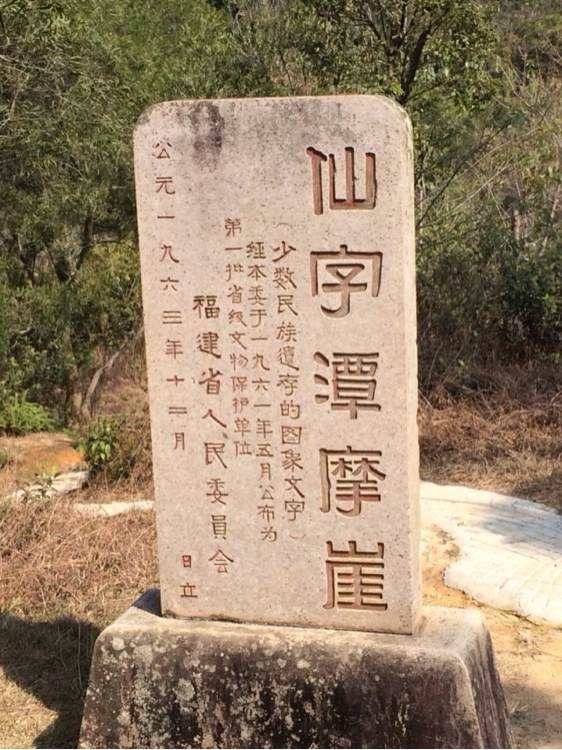 仙字潭摩崖
（少数民族遗存的图象文字）
经本委于一九六一年五月公布为
第一批省级文物保护单位
福建省人民委員会
公元一九六三年十二月 日立